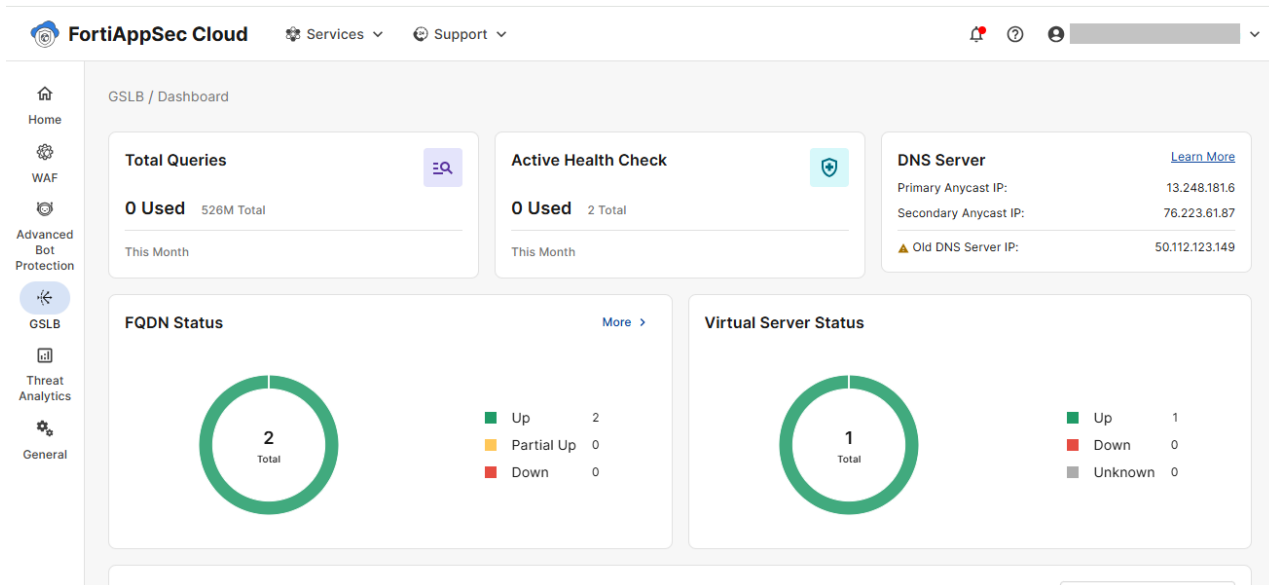 FortiAppSec Cloud
Services
Support
Home
WAF
Advanced
Bot
Protection
GSLB
Threat
Analytics
General
GSLB / Dashboard
Total Queries
0 Used 526M Total
This Month
Active Health Check
0 Used 2 Total
This Month
DNS Server Learn More
Primary Anycast IP: 13.248.181.6
Secondary Anycast IP: 76.223.61.87
Old DNS Server IP: 50.112.123.149
FQDN Status More
2
Total
Up 2
Partial Up 0
Down 0
Virtual Server Status
1
Total
Up 1
Down 0
Unknown 0